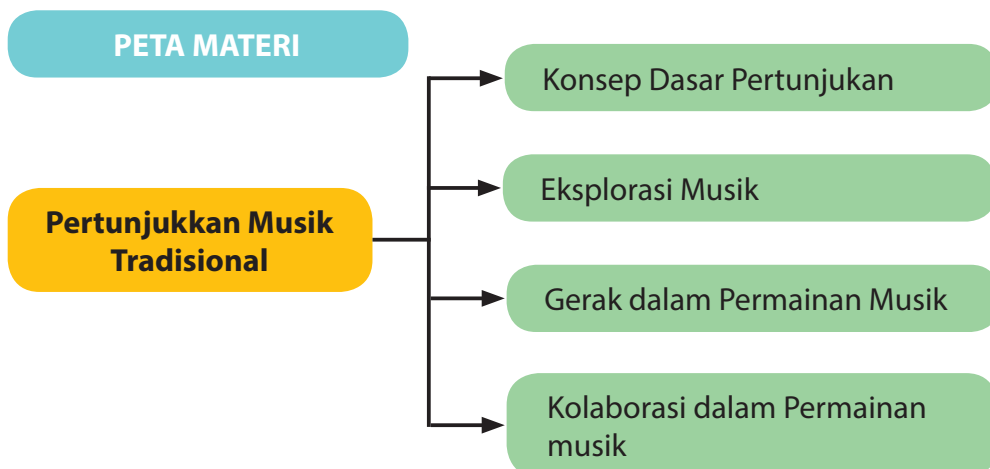 PETA MATERI
Pertunjukkan Musik
Tradisional
Konsep Dasar Pertunjukan
Eksplorasi Musik
Gerak dalam Permainan Musik
Kolaborasi dalam Permainan
musik